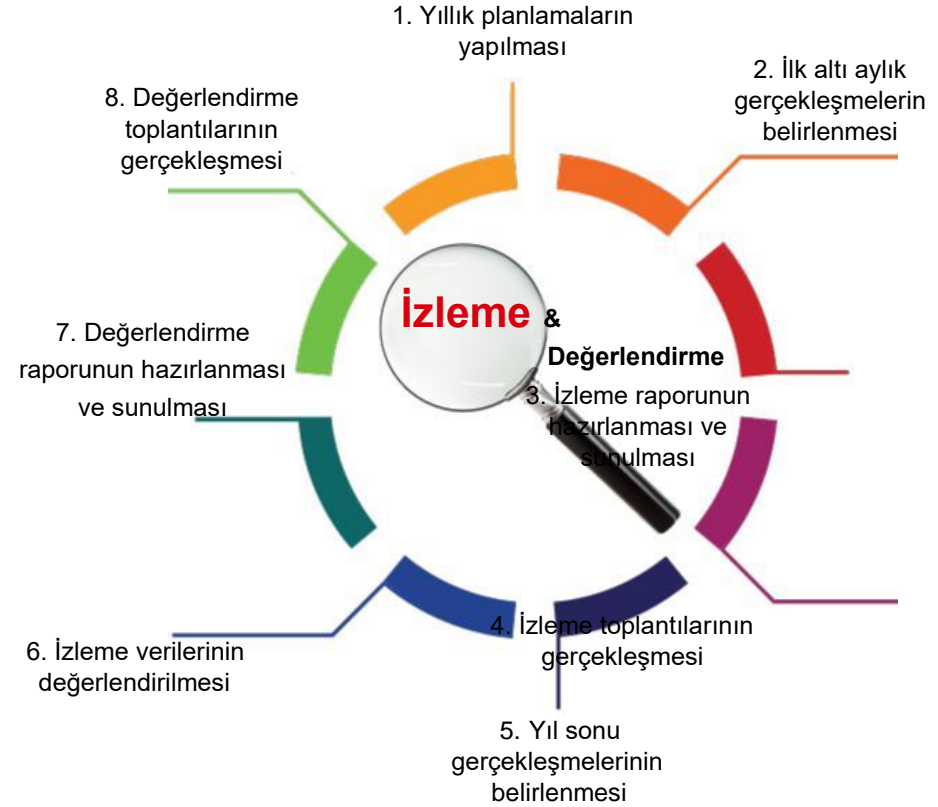 1. Yıllık planlamaların
yapılması
2. İlk altı aylık
gerçekleşmelerin
belirlenmesi
8. Değerlendirme
toplantılarının
gerçekleşmesi
İzleme &
Değerlendirme
3. İzleme raporunun
hazırlanması ve
sunulması
7. Değerlendirme
raporunun hazırlanması
ve sunulması
4. İzleme toplantılarının
gerçekleşmesi
6. İzleme verilerinin
değerlendirilmesi
5. Yıl sonu
gerçekleşmelerinin
belirlenmesi